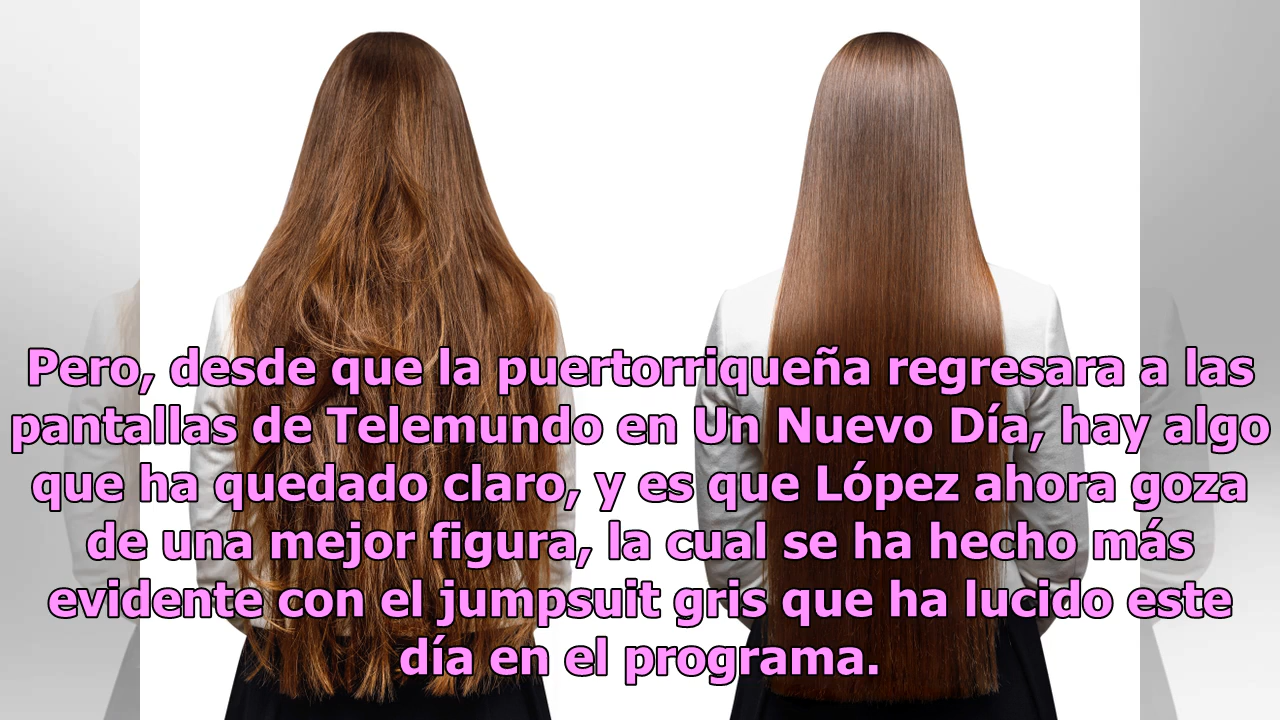 Pero, desde que la puertorriqueña regresara a las
pantallas de Telemundo en Un Nuevo Día, hay algo
que ha quedado claro, y es que López ahora goza
de una mejor figura, la cual se ha hecho más
evidente con el jumpsuit gris que ha lucido este
día en el programa.